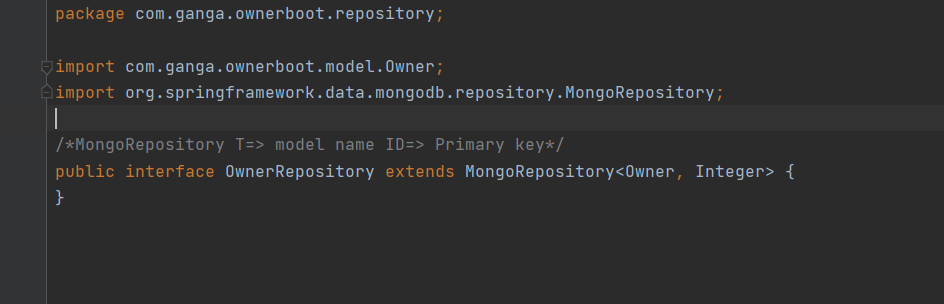 package com.ganga.ownerboot.repository;
import com.ganga.ownerboot.model.Owner;
import org.springframework.data.mongodb.repository.MongoRepository;
/*MongoRepository T=> model name ID=> Primary key*/
public interface OwnerRepository extends MongoRepository<Owner, Integer> {
}